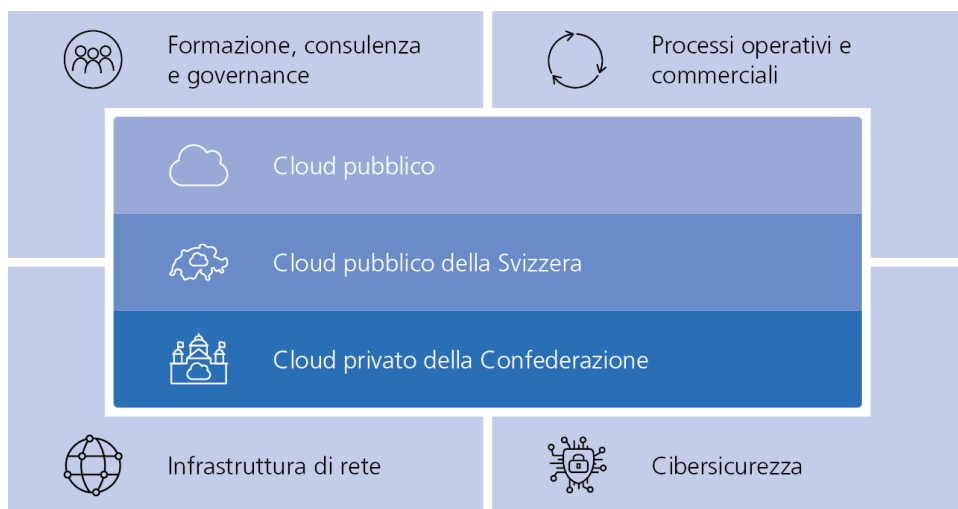 Formazione, consulenza
e governance
Processi operativi e
commerciali
Cloud pubblico
Cloud pubblico della Svizzera
Cloud privato della Confederazione
Infrastruttura di rete
Cibersicurezza